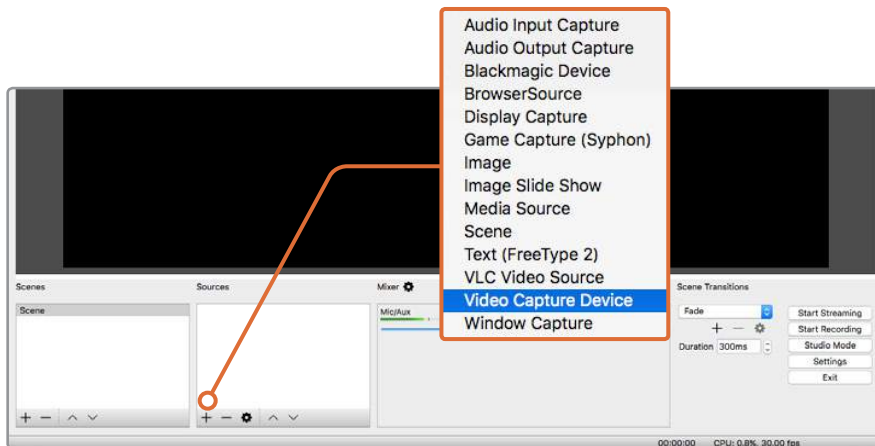 Audio Input Capture
Audio Output Capture
Blackmagic Device
BrowserSource
Display Capture
Game Capture (Syphon)
Image
Image Slide Show
Media Source
Scene
Text (FreeType 2)
VLC Video Source
Video Capture Device
Window Capture
Scenes
Scene
Sources
Mixer
Mic/Aux
Scene Transitions
Fade
Duration 300ms
Start Streaming
Start Recording
Studio Mode
Settings
Exit
00:00:00 CPU: 0.8%, 30.00 fps